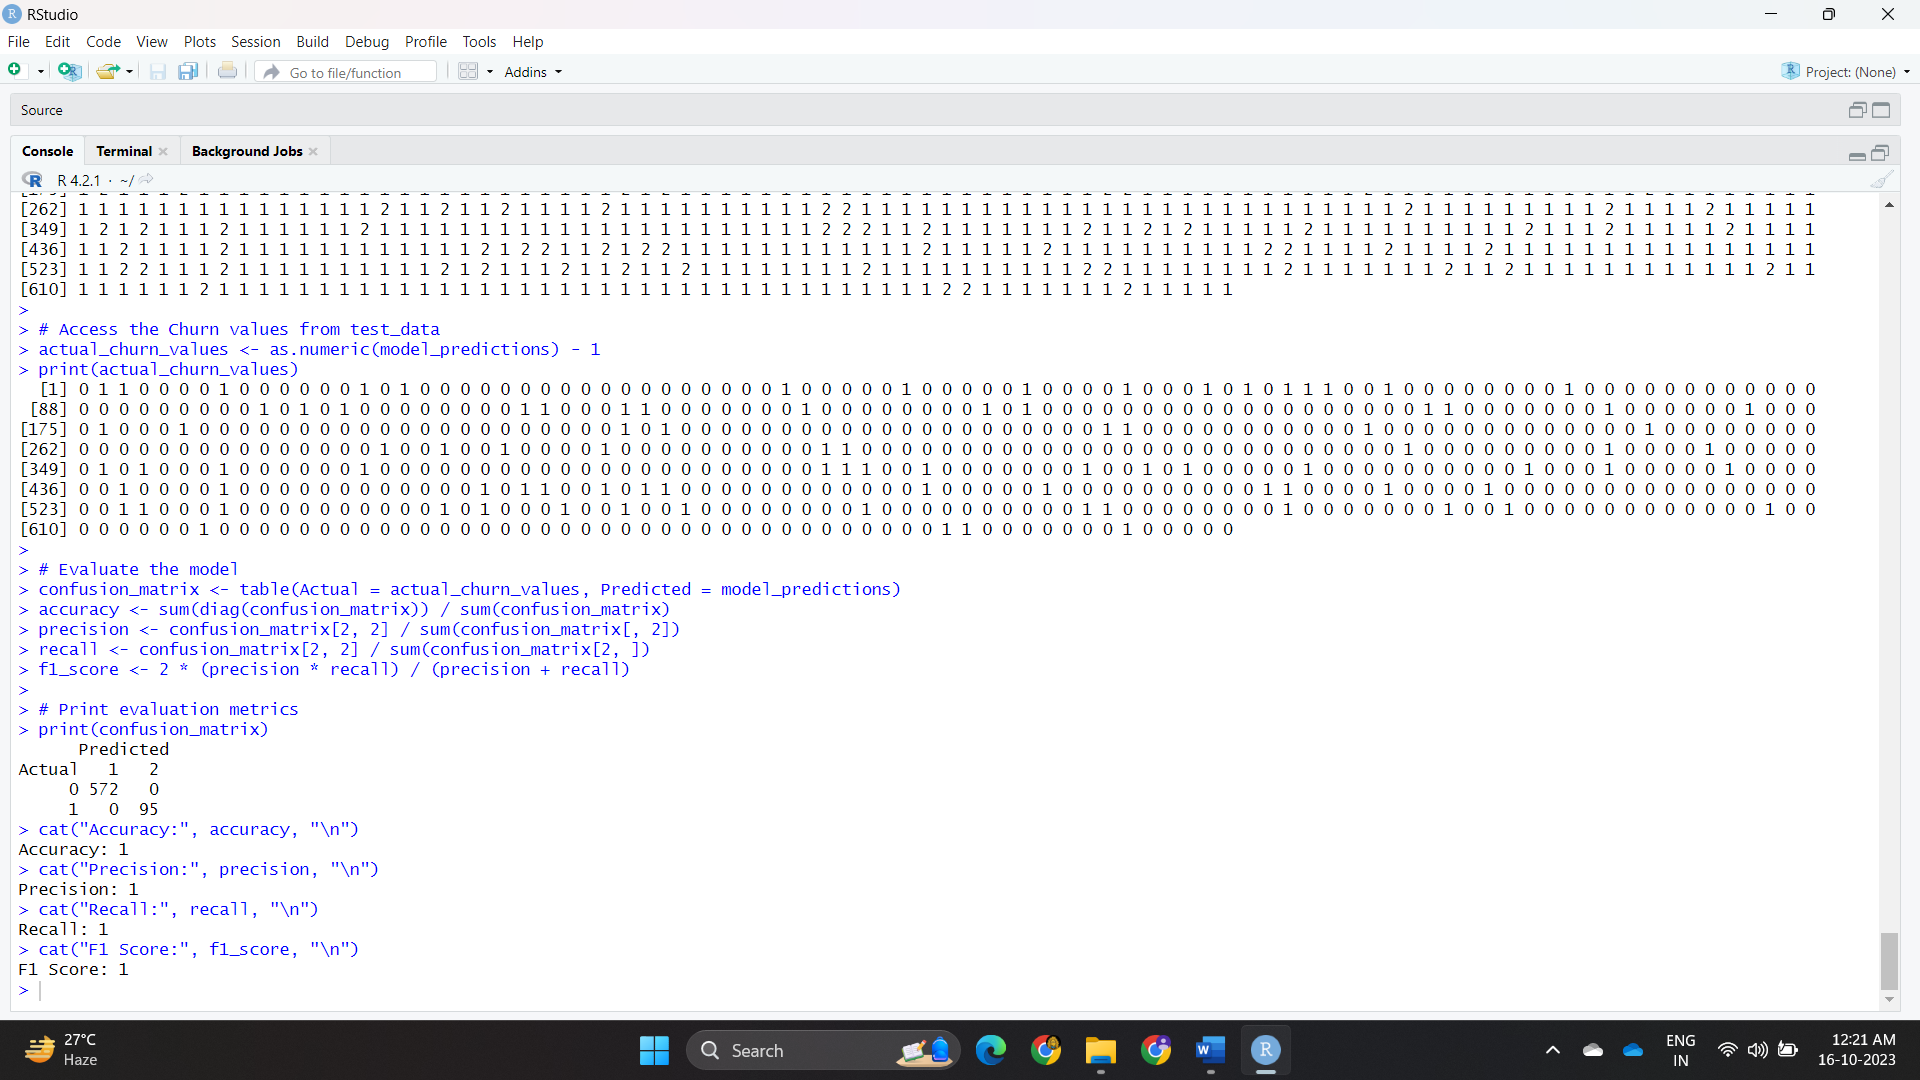 RStudio
File Edit Code View Plots Session Build Debug Profile Tools Help
Go to file/function Addins Project: (None)
Source
Console Terminal Background Jobs
R 4.2.1 · ~/
[262] 1 1 1 1 1 1 1 1 1 1 1 1 1 1 1 2 1 1 2 1 1 2 1 1 1 1 2 1 1 1 1 1 1 1 1 1 1 2 2 1 1 1 1 1 1 1 1 1 1 1 1 1 1 1 1 1 1 1 1 1 1 1 1 1 1 1 2 1 1 1 1 1 1 1 1 1 2 1 1 1 1 2 1 1 1 1 1
[349] 1 2 1 2 1 1 1 2 1 1 1 1 1 1 2 1 1 1 1 1 1 1 1 1 1 1 1 1 1 1 1 1 1 1 1 1 1 2 2 2 1 1 2 1 1 1 1 1 1 1 2 1 1 2 1 2 1 1 1 1 1 2 1 1 1 1 1 1 1 1 1 1 2 1 1 1 2 1 1 1 1 1 2 1 1 1 1
[436] 1 1 2 1 1 1 1 2 1 1 1 1 1 1 1 1 1 1 1 1 2 1 2 2 1 1 2 1 2 2 1 1 1 1 1 1 1 1 1 1 1 1 2 1 1 1 1 1 2 1 1 1 1 1 1 1 1 1 1 2 2 1 1 1 1 2 1 1 1 1 2 1 1 1 1 1 1 1 1 1 1 1 1 1 1 1 1
[523] 1 1 2 2 1 1 1 2 1 1 1 1 1 1 1 1 1 1 2 1 2 1 1 1 2 1 1 2 1 1 2 1 1 1 1 1 1 1 1 2 1 1 1 1 1 1 1 1 1 1 2 2 1 1 1 1 1 1 1 1 2 1 1 1 1 1 1 1 2 1 1 2 1 1 1 1 1 1 1 1 1 1 1 1 2 1 1
[610] 1 1 1 1 1 1 2 1 1 1 1 1 1 1 1 1 1 1 1 1 1 1 1 1 1 1 1 1 1 1 1 1 1 1 1 1 1 1 1 1 1 1 1 2 2 1 1 1 1 1 1 1 2 1 1 1 1 1
>
> # Access the Churn values from test_data
> actual_churn_values <- as.numeric(model_predictions) - 1
> print(actual_churn_values)
[1] 0 1 1 0 0 0 0 1 0 0 0 0 0 0 1 0 1 0 0 0 0 0 0 0 0 0 0 0 0 0 0 0 0 0 0 1 0 0 0 0 0 1 0 0 0 0 0 1 0 0 0 0 1 0 0 0 1 0 1 0 1 1 1 0 0 1 0 0 0 0 0 0 0 0 1 0 0 0 0 0 0 0 0 0 0 0 0
[88] 0 0 0 0 0 0 0 0 0 1 0 1 0 1 0 0 0 0 0 0 0 0 1 1 0 0 0 1 1 0 0 0 0 0 0 0 1 0 0 0 0 0 0 0 0 1 0 1 0 0 0 0 0 0 0 0 0 0 0 0 0 0 0 0 0 0 0 1 1 0 0 0 0 0 0 0 1 0 0 0 0 0 0 1 0 0 0
[175] 0 1 0 0 0 1 0 0 0 0 0 0 0 0 0 0 0 0 0 0 0 0 0 0 0 0 0 1 0 1 0 0 0 0 0 0 0 0 0 0 0 0 0 0 0 0 0 0 0 0 0 1 1 0 0 0 0 0 0 0 0 0 0 0 1 0 0 0 0 0 0 0 0 0 0 0 0 0 1 0 0 0 0 0 0 0 0
[262] 0 0 0 0 0 0 0 0 0 0 0 0 0 0 0 1 0 0 1 0 0 1 0 0 0 0 1 0 0 0 0 0 0 0 0 0 0 1 1 0 0 0 0 0 0 0 0 0 0 0 0 0 0 0 0 0 0 0 0 0 0 0 0 0 0 0 1 0 0 0 0 0 0 0 0 0 1 0 0 0 0 1 0 0 0 0 0
[349] 0 1 0 1 0 0 0 1 0 0 0 0 0 0 1 0 0 0 0 0 0 0 0 0 0 0 0 0 0 0 0 0 0 0 0 0 0 1 1 1 0 0 1 0 0 0 0 0 0 0 1 0 0 1 0 1 0 0 0 0 0 1 0 0 0 0 0 0 0 0 0 0 1 0 0 0 1 0 0 0 0 0 1 0 0 0 0
[436] 0 0 1 0 0 0 0 1 0 0 0 0 0 0 0 0 0 0 0 0 1 0 1 1 0 0 1 0 1 1 0 0 0 0 0 0 0 0 0 0 0 0 1 0 0 0 0 0 1 0 0 0 0 0 0 0 0 0 0 1 1 0 0 0 0 1 0 0 0 0 1 0 0 0 0 0 0 0 0 0 0 0 0 0 0 0 0
[523] 0 0 1 1 0 0 0 1 0 0 0 0 0 0 0 0 0 0 1 0 1 0 0 0 1 0 0 1 0 0 1 0 0 0 0 0 0 0 0 1 0 0 0 0 0 0 0 0 0 0 1 1 0 0 0 0 0 0 0 0 1 0 0 0 0 0 0 0 1 0 0 1 0 0 0 0 0 0 0 0 0 0 0 0 1 0 0
[610] 0 0 0 0 0 0 1 0 0 0 0 0 0 0 0 0 0 0 0 0 0 0 0 0 0 0 0 0 0 0 0 0 0 0 0 0 0 0 0 0 0 0 0 1 1 0 0 0 0 0 0 0 1 0 0 0 0 0
>
> # Evaluate the model
> confusion_matrix <- table(Actual = actual_churn_values, Predicted = model_predictions)
> accuracy <- sum(diag(confusion_matrix)) / sum(confusion_matrix)
> precision <- confusion_matrix[2, 2] / sum(confusion_matrix[, 2])
> recall <- confusion_matrix[2, 2] / sum(confusion_matrix[2, ])
> f1_score <- 2 * (precision * recall) / (precision + recall)
>
> # Print evaluation metrics
> print(confusion_matrix)
Predicted
Actual 1 2
0 572 0
1 0 95
> cat("Accuracy:", accuracy, "\n")
Accuracy: 1
> cat("Precision:", precision, "\n")
Precision: 1
> cat("Recall:", recall, "\n")
Recall: 1
> cat("F1 Score:", f1_score, "\n")
F1 Score: 1
>
27°C
Haze
Search
ENG
IN
12:21 AM
16-10-2023